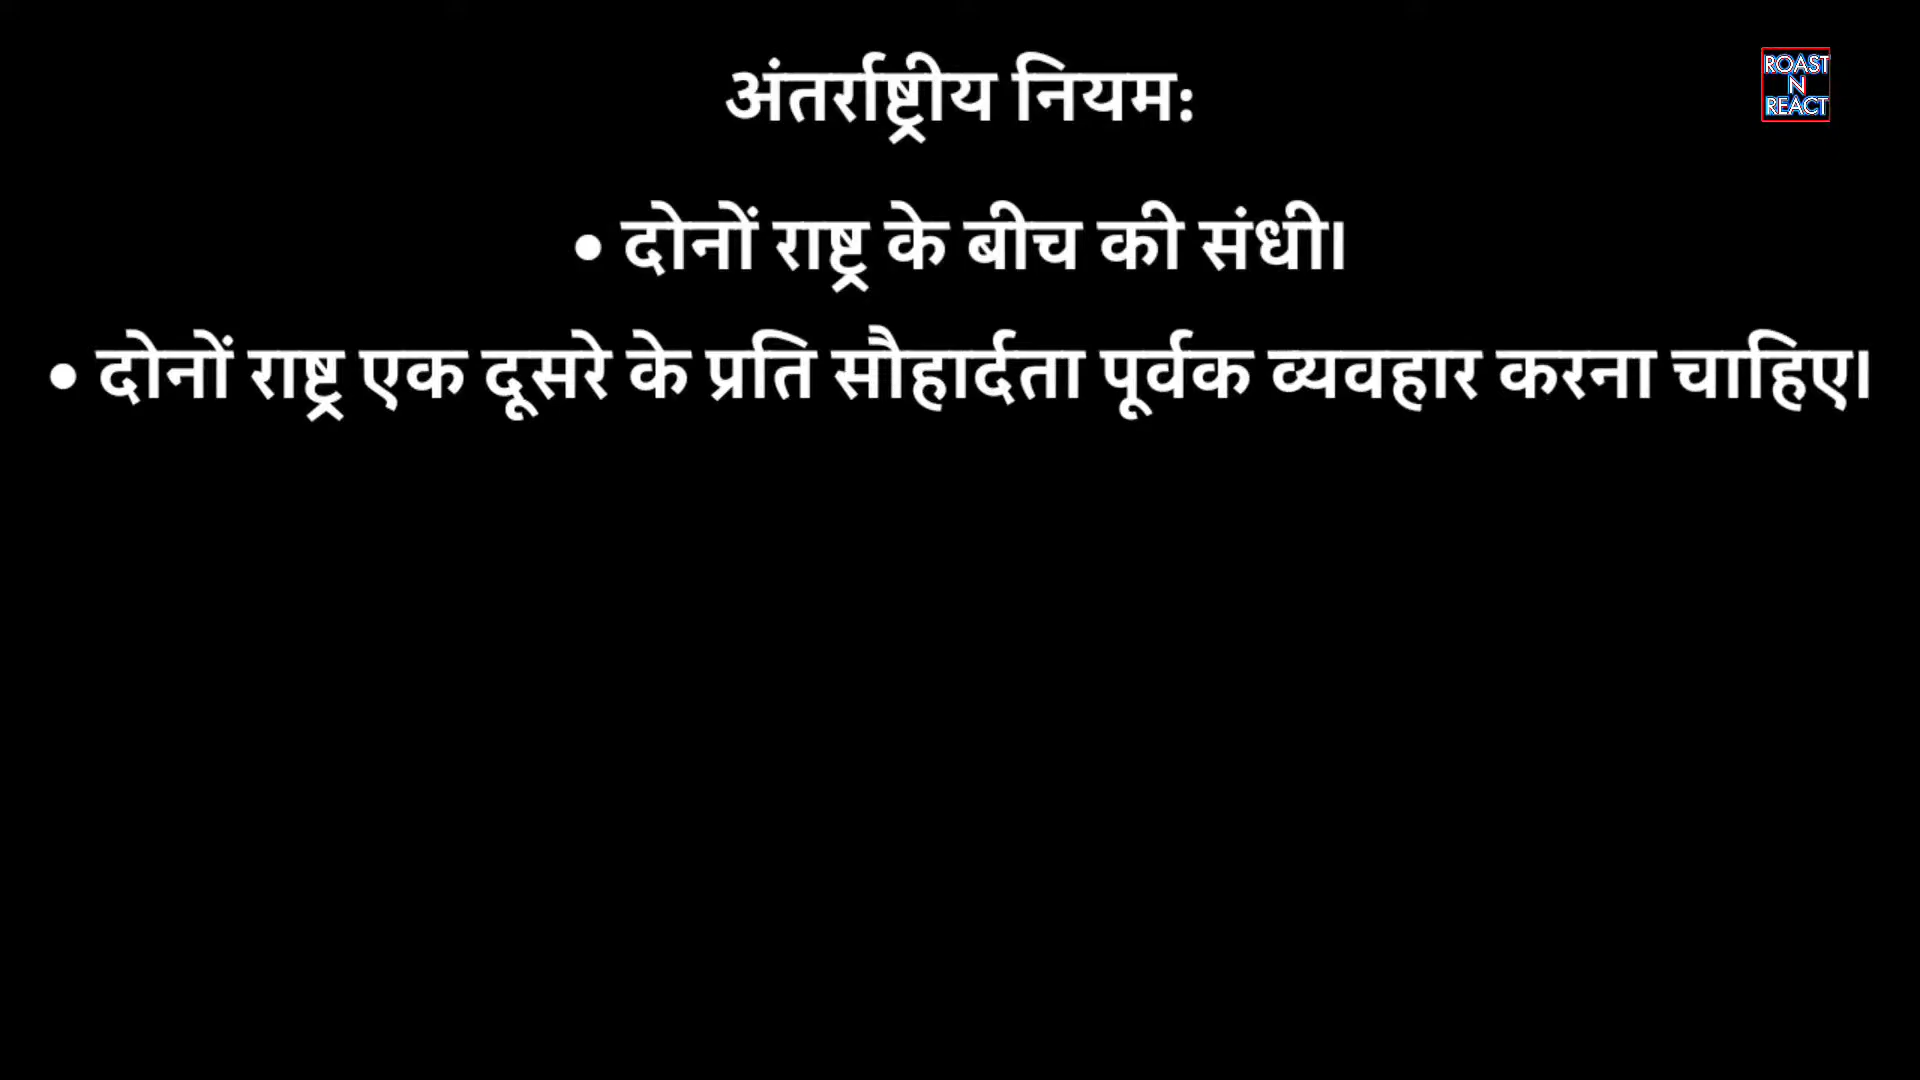 अंतर्राष्ट्रीय नियम:
ROAST
N
REACT
• दोनों राष्ट्र के बीच की संधी।
• दोनों राष्ट्र एक दूसरे के प्रति सौहार्दता पूर्वक व्यवहार करना चाहिए।